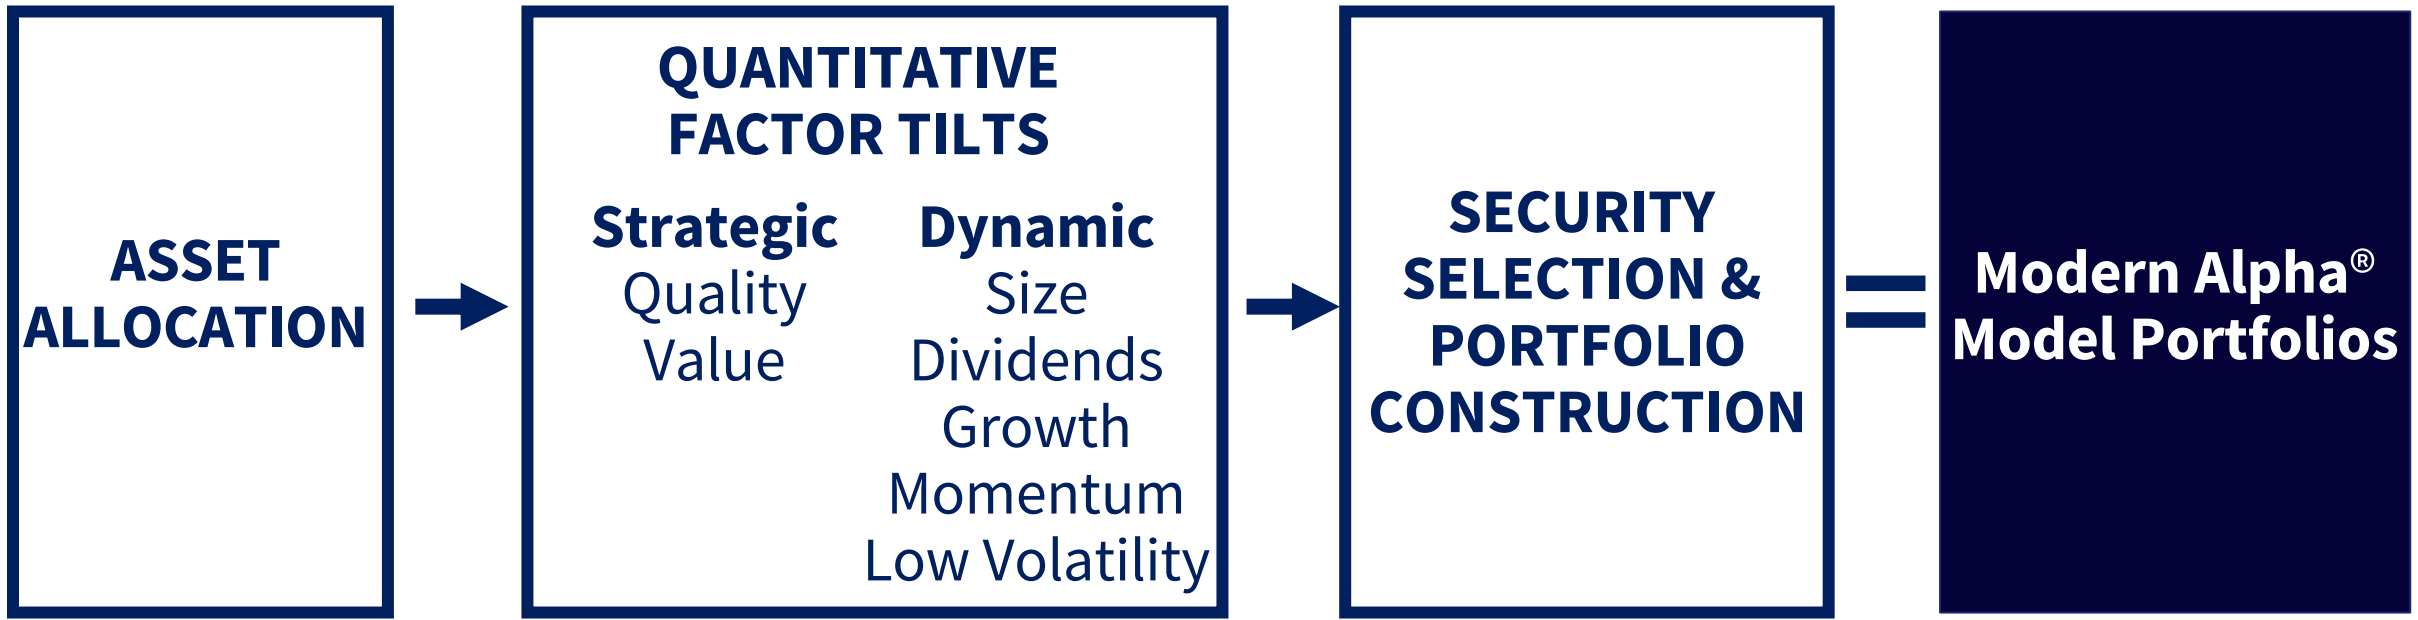 ASSET
ALLOCATION
QUANTITATIVE
FACTOR TILTS
Strategic
Quality
Value
Dynamic
Size
Dividends
Growth
Momentum
Low Volatility
SECURITY
SELECTION &
PORTFOLIO
CONSTRUCTION
=
Modern Alpha®
Model Portfolios